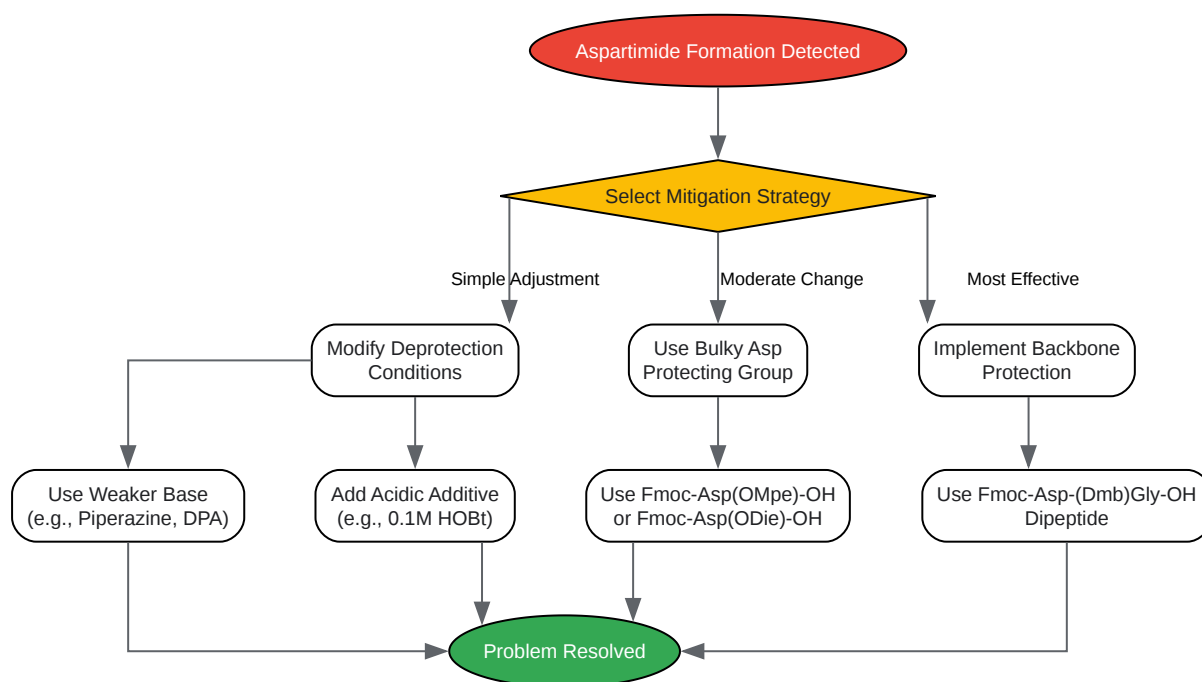 Aspartimide Formation Detected
Select Mitigation Strategy
Simple Adjustment
Moderate Change
Most Effective
Modify Deprotection
Conditions
Use Bulky Asp
Protecting Group
Implement Backbone
Protection
Use Weaker Base
(e.g., Piperazine, DPA)
Add Acidic Additive
(e.g., 0.1M HOBt)
Use Fmoc-Asp(OMpe)-OH
or Fmoc-Asp(ODie)-OH
Use Fmoc-Asp-(Dmb)Gly-OH
Dipeptide
Problem Resolved